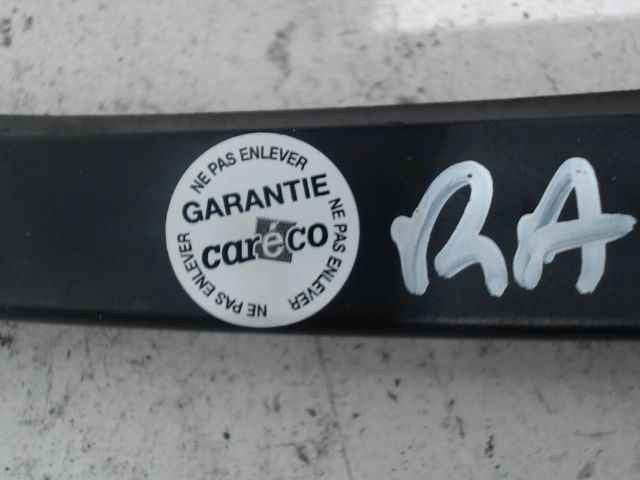 NE PAS ENLEVER
GARANTIE
caréco
NE PAS ENLEVER
NE PAS ENLEVER
RA